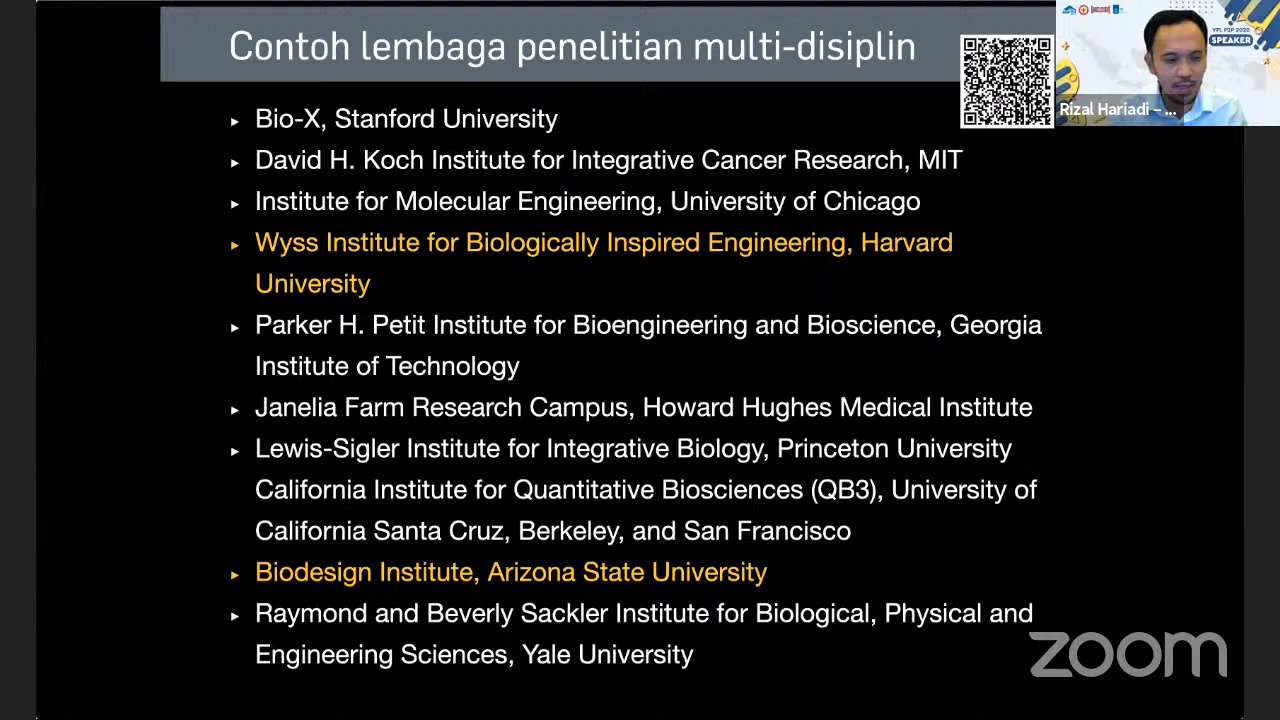 Contoh lembaga penelitian multi-disiplin
VPL P2P 2020
SPEAKER
Rizal Hariadi – ...
▸ Bio-X, Stanford University
▸ David H. Koch Institute for Integrative Cancer Research, MIT
▸ Institute for Molecular Engineering, University of Chicago
▸ Wyss Institute for Biologically Inspired Engineering, Harvard
University
▸ Parker H. Petit Institute for Bioengineering and Bioscience, Georgia
Institute of Technology
▸ Janelia Farm Research Campus, Howard Hughes Medical Institute
▸ Lewis-Sigler Institute for Integrative Biology, Princeton University
California Institute for Quantitative Biosciences (QB3), University of
California Santa Cruz, Berkeley, and San Francisco
▸ Biodesign Institute, Arizona State University
▸ Raymond and Beverly Sackler Institute for Biological, Physical and
Engineering Sciences, Yale University
zoom